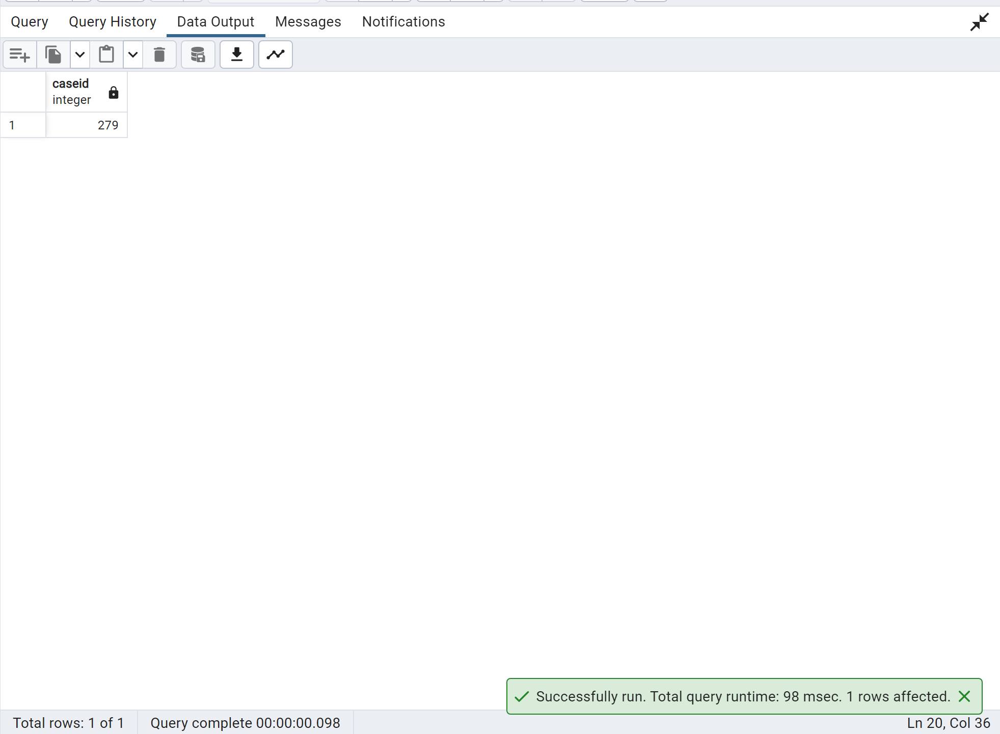 Query Query History Data Output Messages Notifications
caseid
integer
1 279
Successfully run. Total query runtime: 98 msec. 1 rows affected.
Total rows: 1 of 1 Query complete 00:00:00.098 Ln 20, Col 36